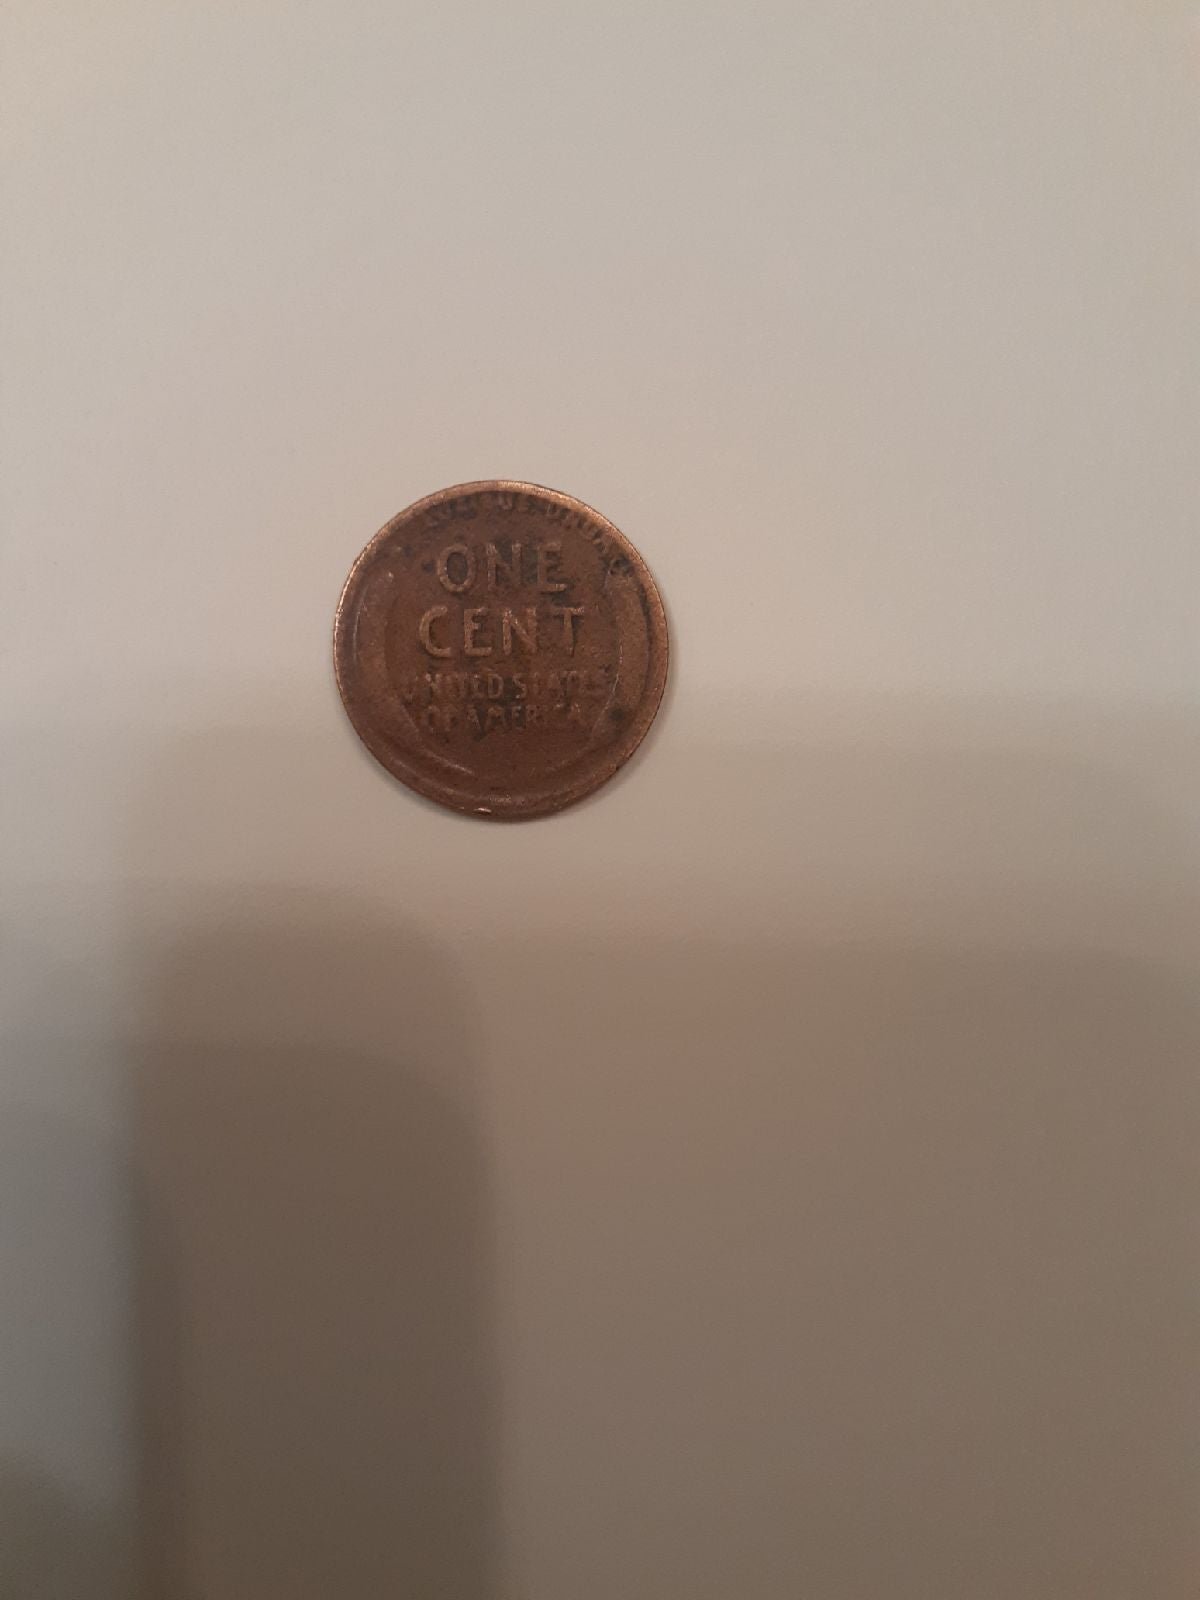 ONE
CENT
UNITED STATES
OF AMERICA